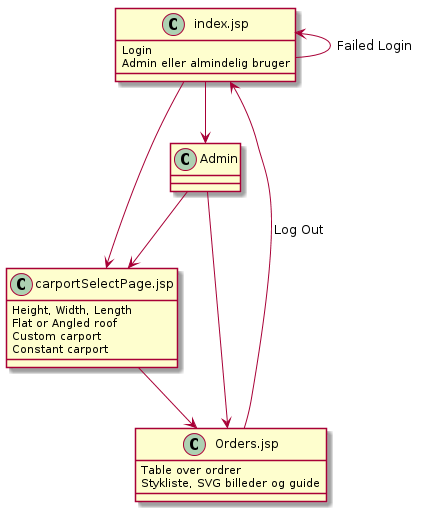 C index.jsp
Login
Admin eller almindelig bruger
Failed Login
C Admin
Log Out
C carportSelectPage.jsp
Height, Width, Length
Flat or Angled roof
Custom carport
Constant carport
C Orders.jsp
Table over ordrer
Stykliste, SVG billeder og guide